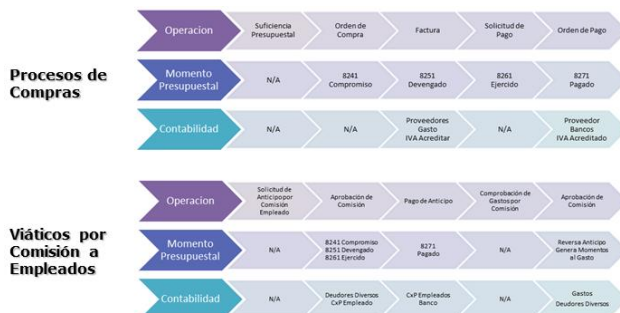 Procesos de
Compras
Operacion
Suficiencia
Presupuestal
Orden de
Compra
Factura
Solicitud de
Pago
Orden de Pago
Momento
Presupuestal
N/A
8241
Compromiso
8251
Devengado
8261
Ejercido
8271
Pagado
Contabilidad
N/A
N/A
Proveedores
Gasto
IVA Acreditar
N/A
Proveedor
Bancos
IVA Acreditado
Viáticos por
Comisión a
Empleados
Operacion
Solicitud de
Anticipo por
Comisión
Empleado
Aprobación de
Comisión
Pago de Anticipo
Comprobación de
Gastos por
Comisión
Aprobación de
Comisión
Momento
Presupuestal
N/A
8241 Compromiso
8251 Devengado
8261 Ejercido
8271
Pagado
N/A
Reversa Anticipo
Genera Momentos
al Gasto
Contabilidad
N/A
Deudores Diversos
CxP Empleado
CxP Empleados
Banco
N/A
Gastos
Deudores Diversos